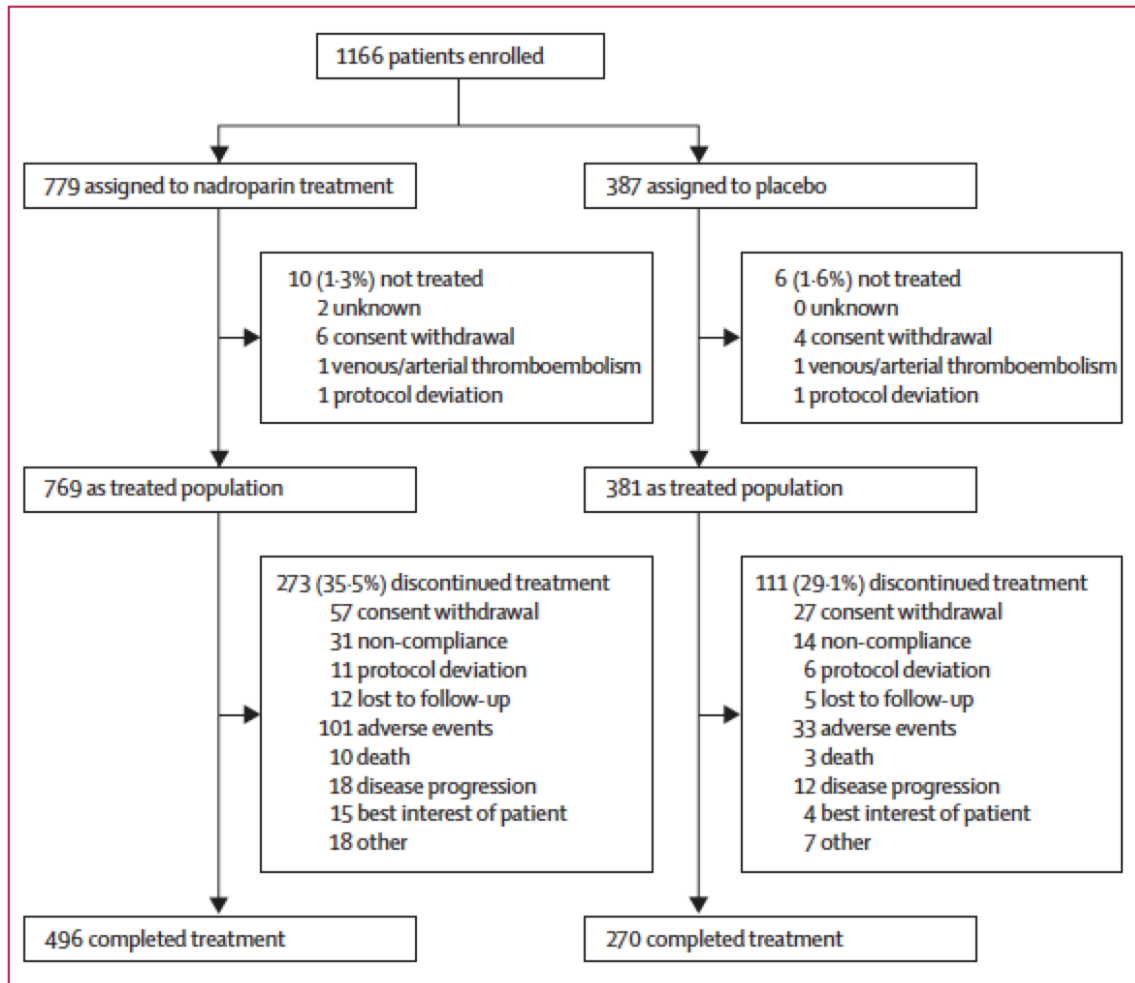 1166 patients enrolled
779 assigned to nadroparin treatment
387 assigned to placebo
10 (1·3%) not treated
2 unknown
6 consent withdrawal
1 venous/arterial thromboembolism
1 protocol deviation
6 (1·6%) not treated
0 unknown
4 consent withdrawal
1 venous/arterial thromboembolism
1 protocol deviation
769 as treated population
381 as treated population
273 (35·5%) discontinued treatment
57 consent withdrawal
31 non-compliance
11 protocol deviation
12 lost to follow-up
101 adverse events
10 death
18 disease progression
15 best interest of patient
18 other
111 (29·1%) discontinued treatment
27 consent withdrawal
14 non-compliance
6 protocol deviation
5 lost to follow-up
33 adverse events
3 death
12 disease progression
4 best interest of patient
7 other
496 completed treatment
270 completed treatment